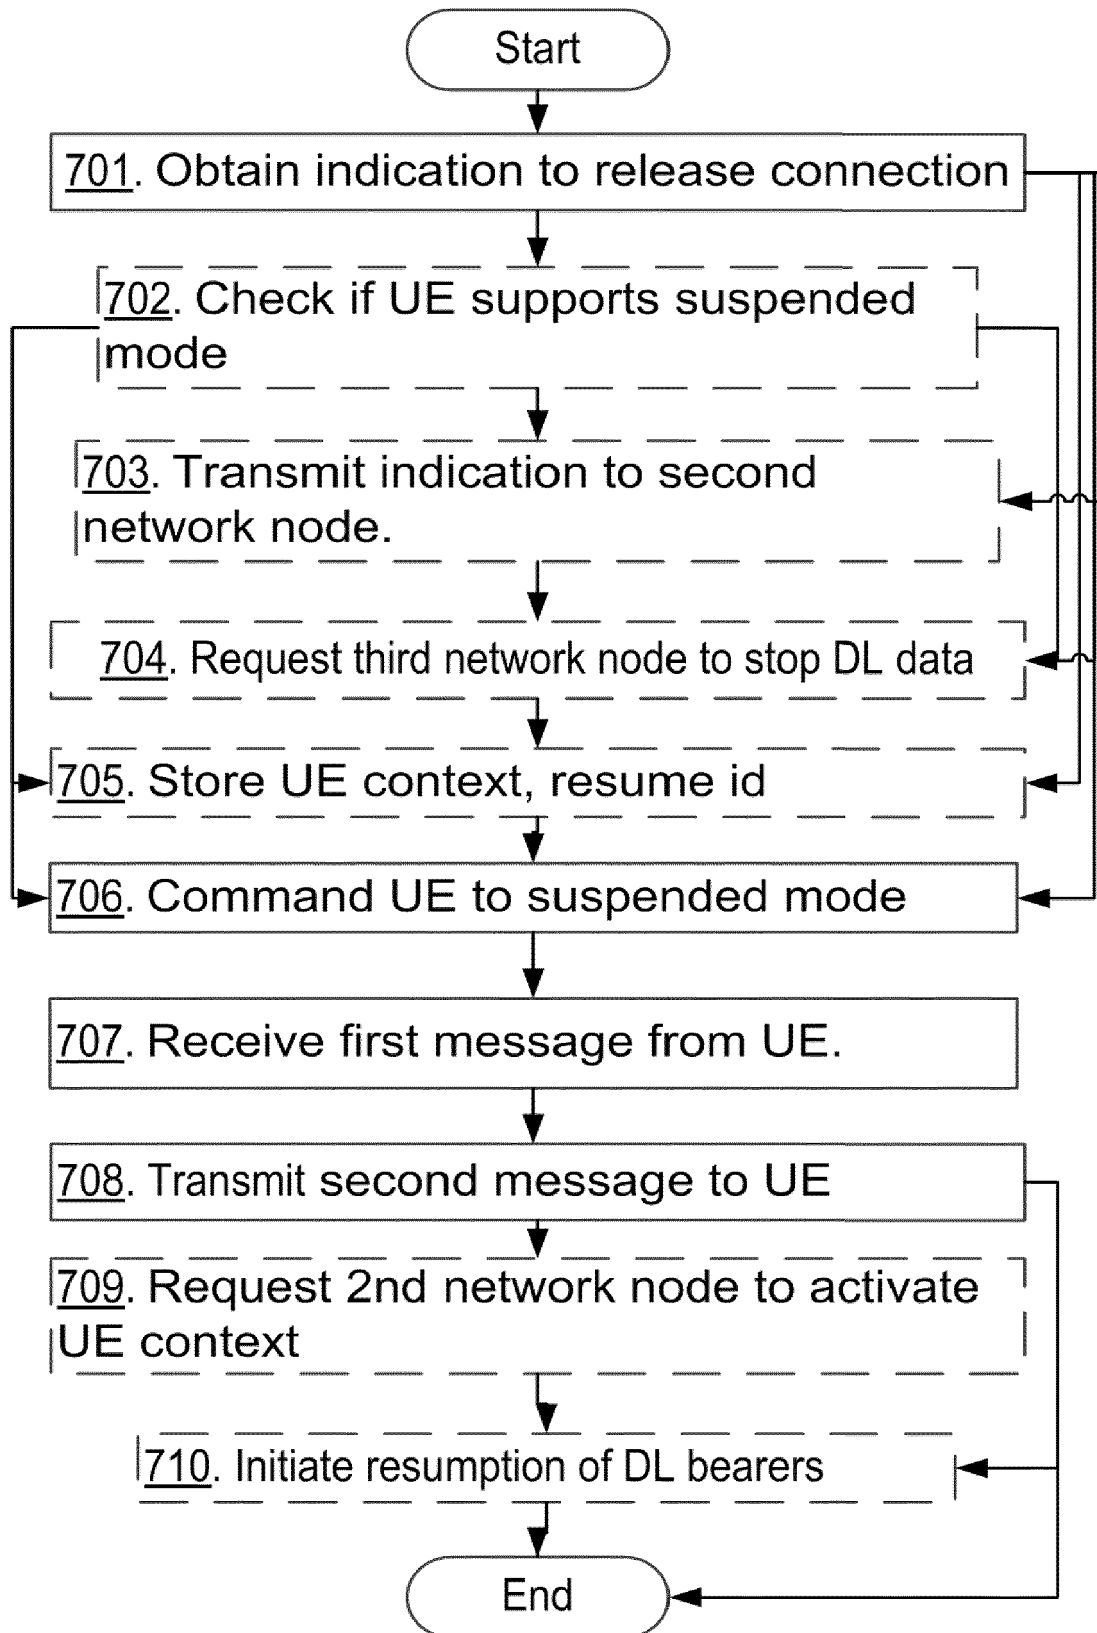 Start
701. Obtain indication to release connection
702. Check if UE supports suspended
mode
703. Transmit indication to second
network node.
704. Request third network node to stop DL data
705. Store UE context, resume id
706. Command UE to suspended mode
707. Receive first message from UE.
708. Transmit second message to UE
709. Request 2nd network node to activate
UE context
710. Initiate resumption of DL bearers
End